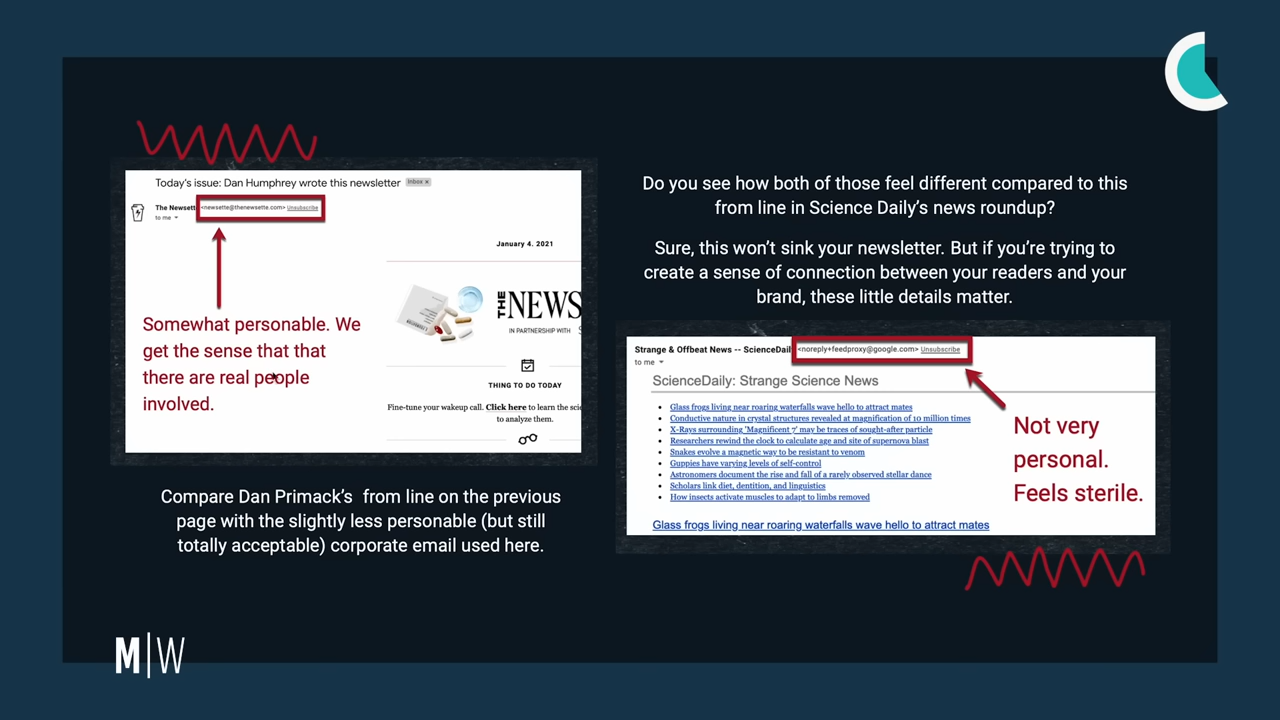 Today's issue: Dan Humphrey wrote this newsletter Inbox x
The Newsett <newsette@thenewsette.com> Unsubscribe
to me
January 4. 2021
THE NEWS
IN PARTNERSHIP WITH
THING TO DO TODAY
Fine-tune your wakeup call. Click here to learn the scie
to analyze them.
Somewhat personable. We
get the sense that that
there are real people
involved.
Compare Dan Primack’s from line on the previous
page with the slightly less personable (but still
totally acceptable) corporate email used here.
Do you see how both of those feel different compared to this
from line in Science Daily’s news roundup?
Sure, this won’t sink your newsletter. But if you’re trying to
create a sense of connection between your readers and your
brand, these little details matter.
Strange & Offbeat News -- ScienceDaily <noreply+feedproxy@google.com> Unsubscribe
to me
ScienceDaily: Strange Science News
Glass frogs living near roaring waterfalls wave hello to attract mates
Conductive nature in crystal structures revealed at magnification of 10 million times
X-Rays surrounding 'Magnificent 7' may be traces of sought-after particle
Researchers rewind the clock to calculate age and site of supernova blast
Snakes evolve a magnetic way to be resistant to venom
Guppies have varying levels of self-control
Astronomers document the rise and fall of a rarely observed stellar dance
Scholars link diet, dentition, and linguistics
How insects activate muscles to adapt to limbs removed
Glass frogs living near roaring waterfalls wave hello to attract mates
Not very
personal.
Feels sterile.
M|W